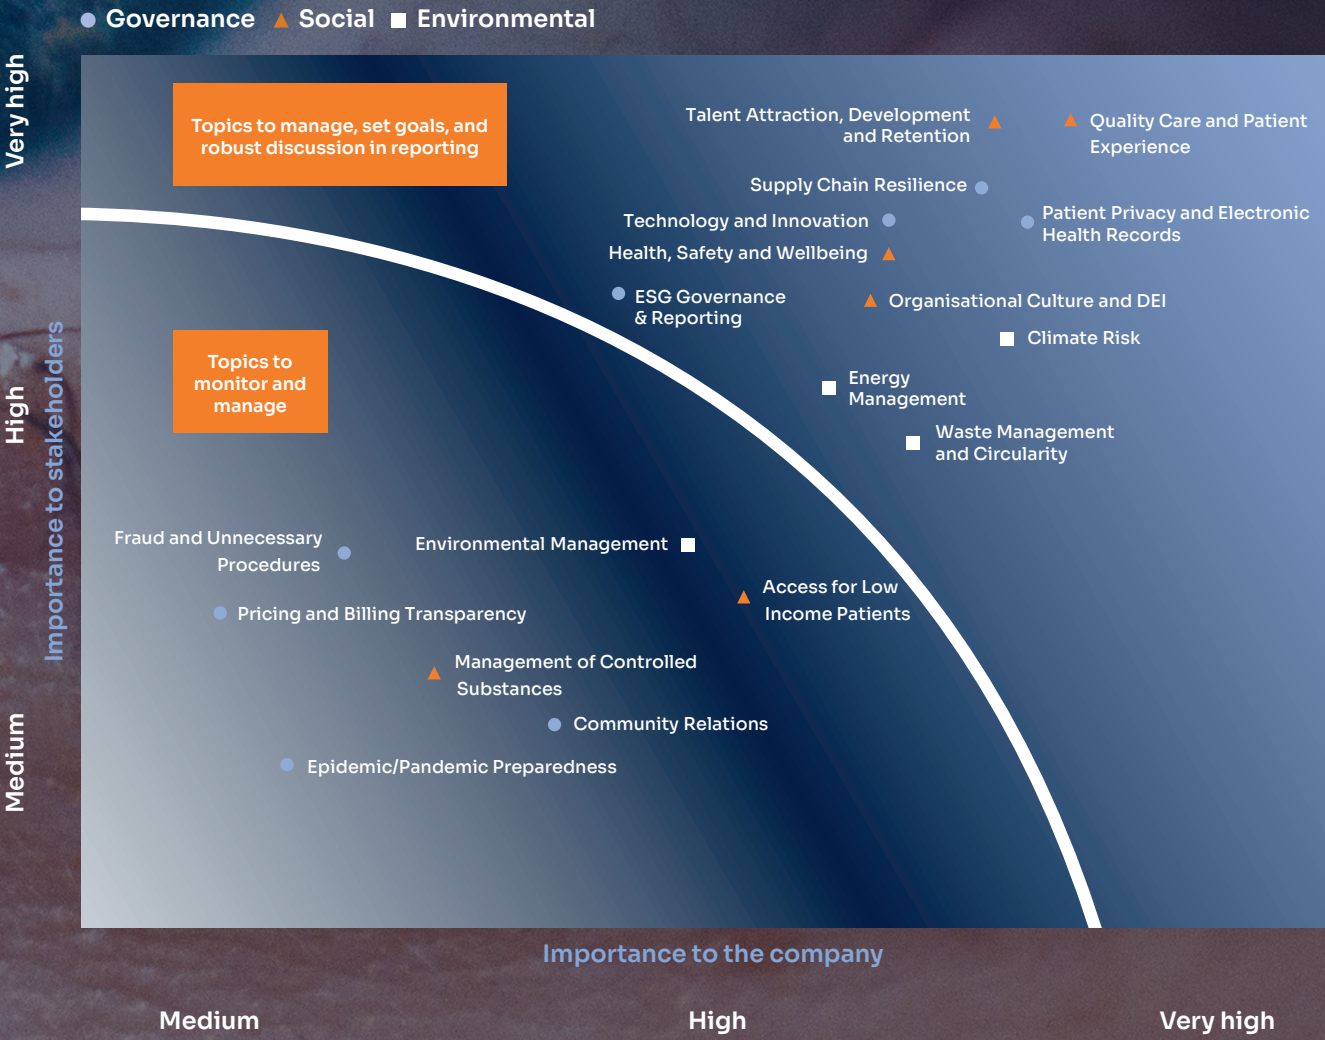 Governance Social Environmental
Very high
High
Medium
Importance to stakeholders
Topics to manage, set goals, and
robust discussion in reporting
Talent Attraction, Development
and Retention
Quality Care and Patient
Experience
Supply Chain Resilience
Technology and Innovation
Patient Privacy and Electronic
Health Records
Health, Safety and Wellbeing
ESG Governance
& Reporting
Organisational Culture and DEI
Climate Risk
Topics to
monitor and
manage
Energy
Management
Waste Management
and Circularity
Fraud and Unnecessary
Procedures
Environmental Management
Access for Low
Income Patients
Pricing and Billing Transparency
Management of Controlled
Substances
Community Relations
Epidemic/Pandemic Preparedness
Importance to the company
Medium High Very high